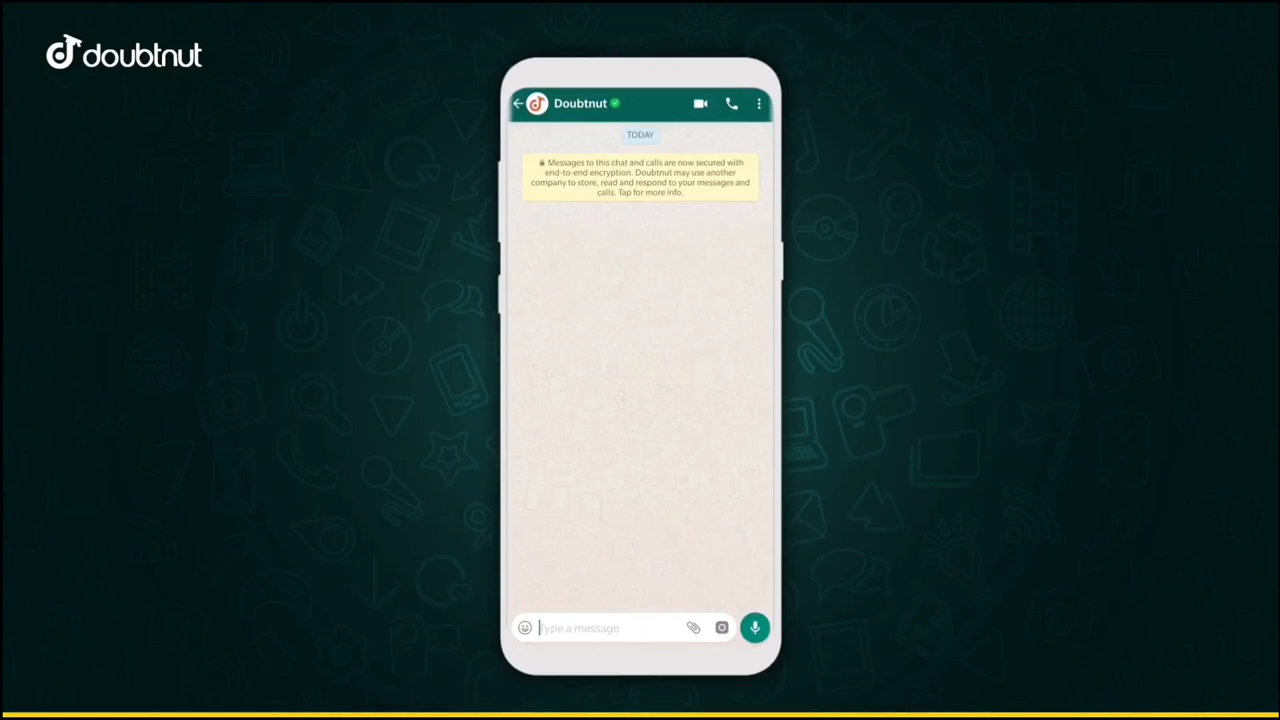 doubtnut
Doubtnut
TODAY
Messages to this chat and calls are now secured with
end-to-end encryption. Doubtnut may use another
company to store, read and respond to your messages and
calls. Tap for more info.
Type a message